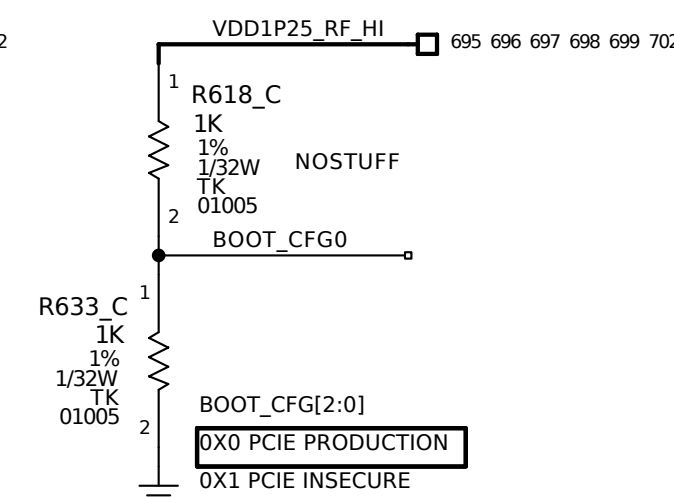 VDD1P25_RF_HI
2
695 696 697 698 699 702
1
R618_C
1K
1%
1/32W
TK
01005
NOSTUFF
2
BOOT_CFG0
1
R633_C
1K
1%
1/32W
TK
01005
2
BOOT_CFG[2:0]
0X0 PCIE PRODUCTION
0X1 PCIE INSECURE